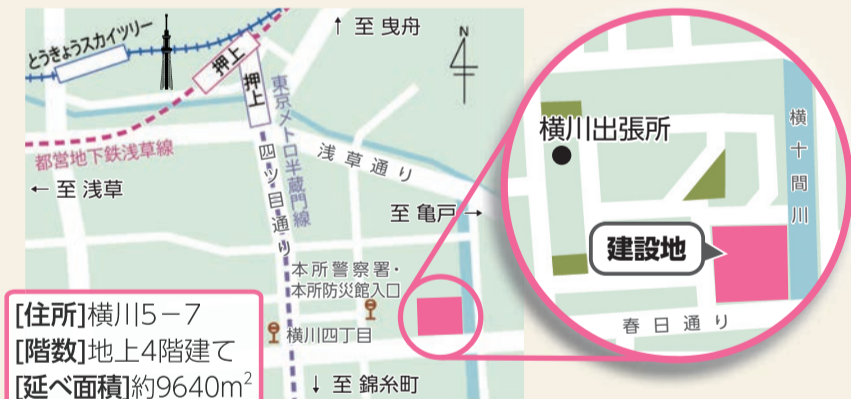 とうきょうスカイツリー
押上
押上
↑ 至 曳舟
N
都営地下鉄浅草線
東京メトロ半蔵門線
四ツ目通り
浅草通り
← 至 浅草
至 亀戸 →
本所警察署・
本所防災館入口
横川四丁目
↓ 至 錦糸町
[住所]横川5−7
[階数]地上4階建て
[延べ面積]約9640m²
横川出張所
横十間川
建設地
春日通り